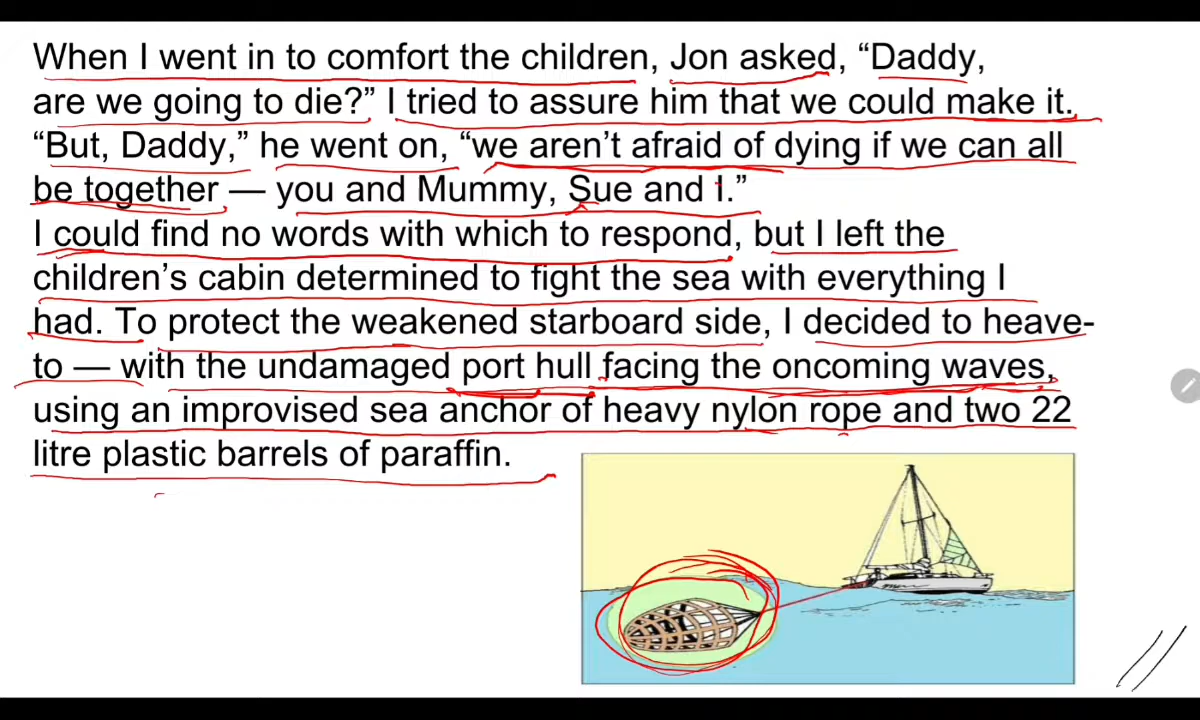 When I went in to comfort the children, Jon asked, “Daddy,
are we going to die?” I tried to assure him that we could make it.
“But, Daddy,” he went on, “we aren’t afraid of dying if we can all
be together — you and Mummy, Sue and I.”
I could find no words with which to respond, but I left the
children’s cabin determined to fight the sea with everything I
had. To protect the weakened starboard side, I decided to heave-
to — with the undamaged port hull facing the oncoming waves,
using an improvised sea anchor of heavy nylon rope and two 22
litre plastic barrels of paraffin.